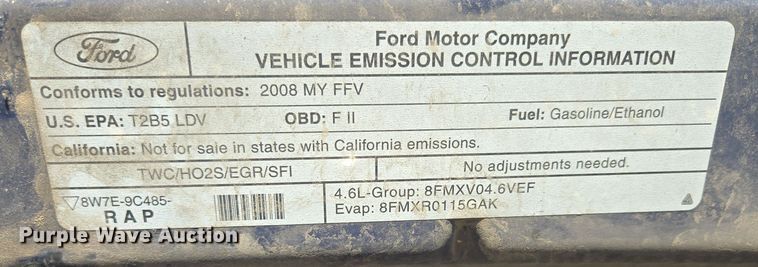 Ford
Ford Motor Company
VEHICLE EMISSION CONTROL INFORMATION
Conforms to regulations: 2008 MY FFV
U.S. EPA: T2B5 LDV OBD: F II Fuel: Gasoline/Ethanol
California: Not for sale in states with California emissions.
TWC/HO2S/EGR/SFI No adjustments needed.
8W7E-9C485-
RAP
4.6L-Group: 8FMXV04.6VEF
Evap: 8FMXR0115GAK
Purple Wave Auction